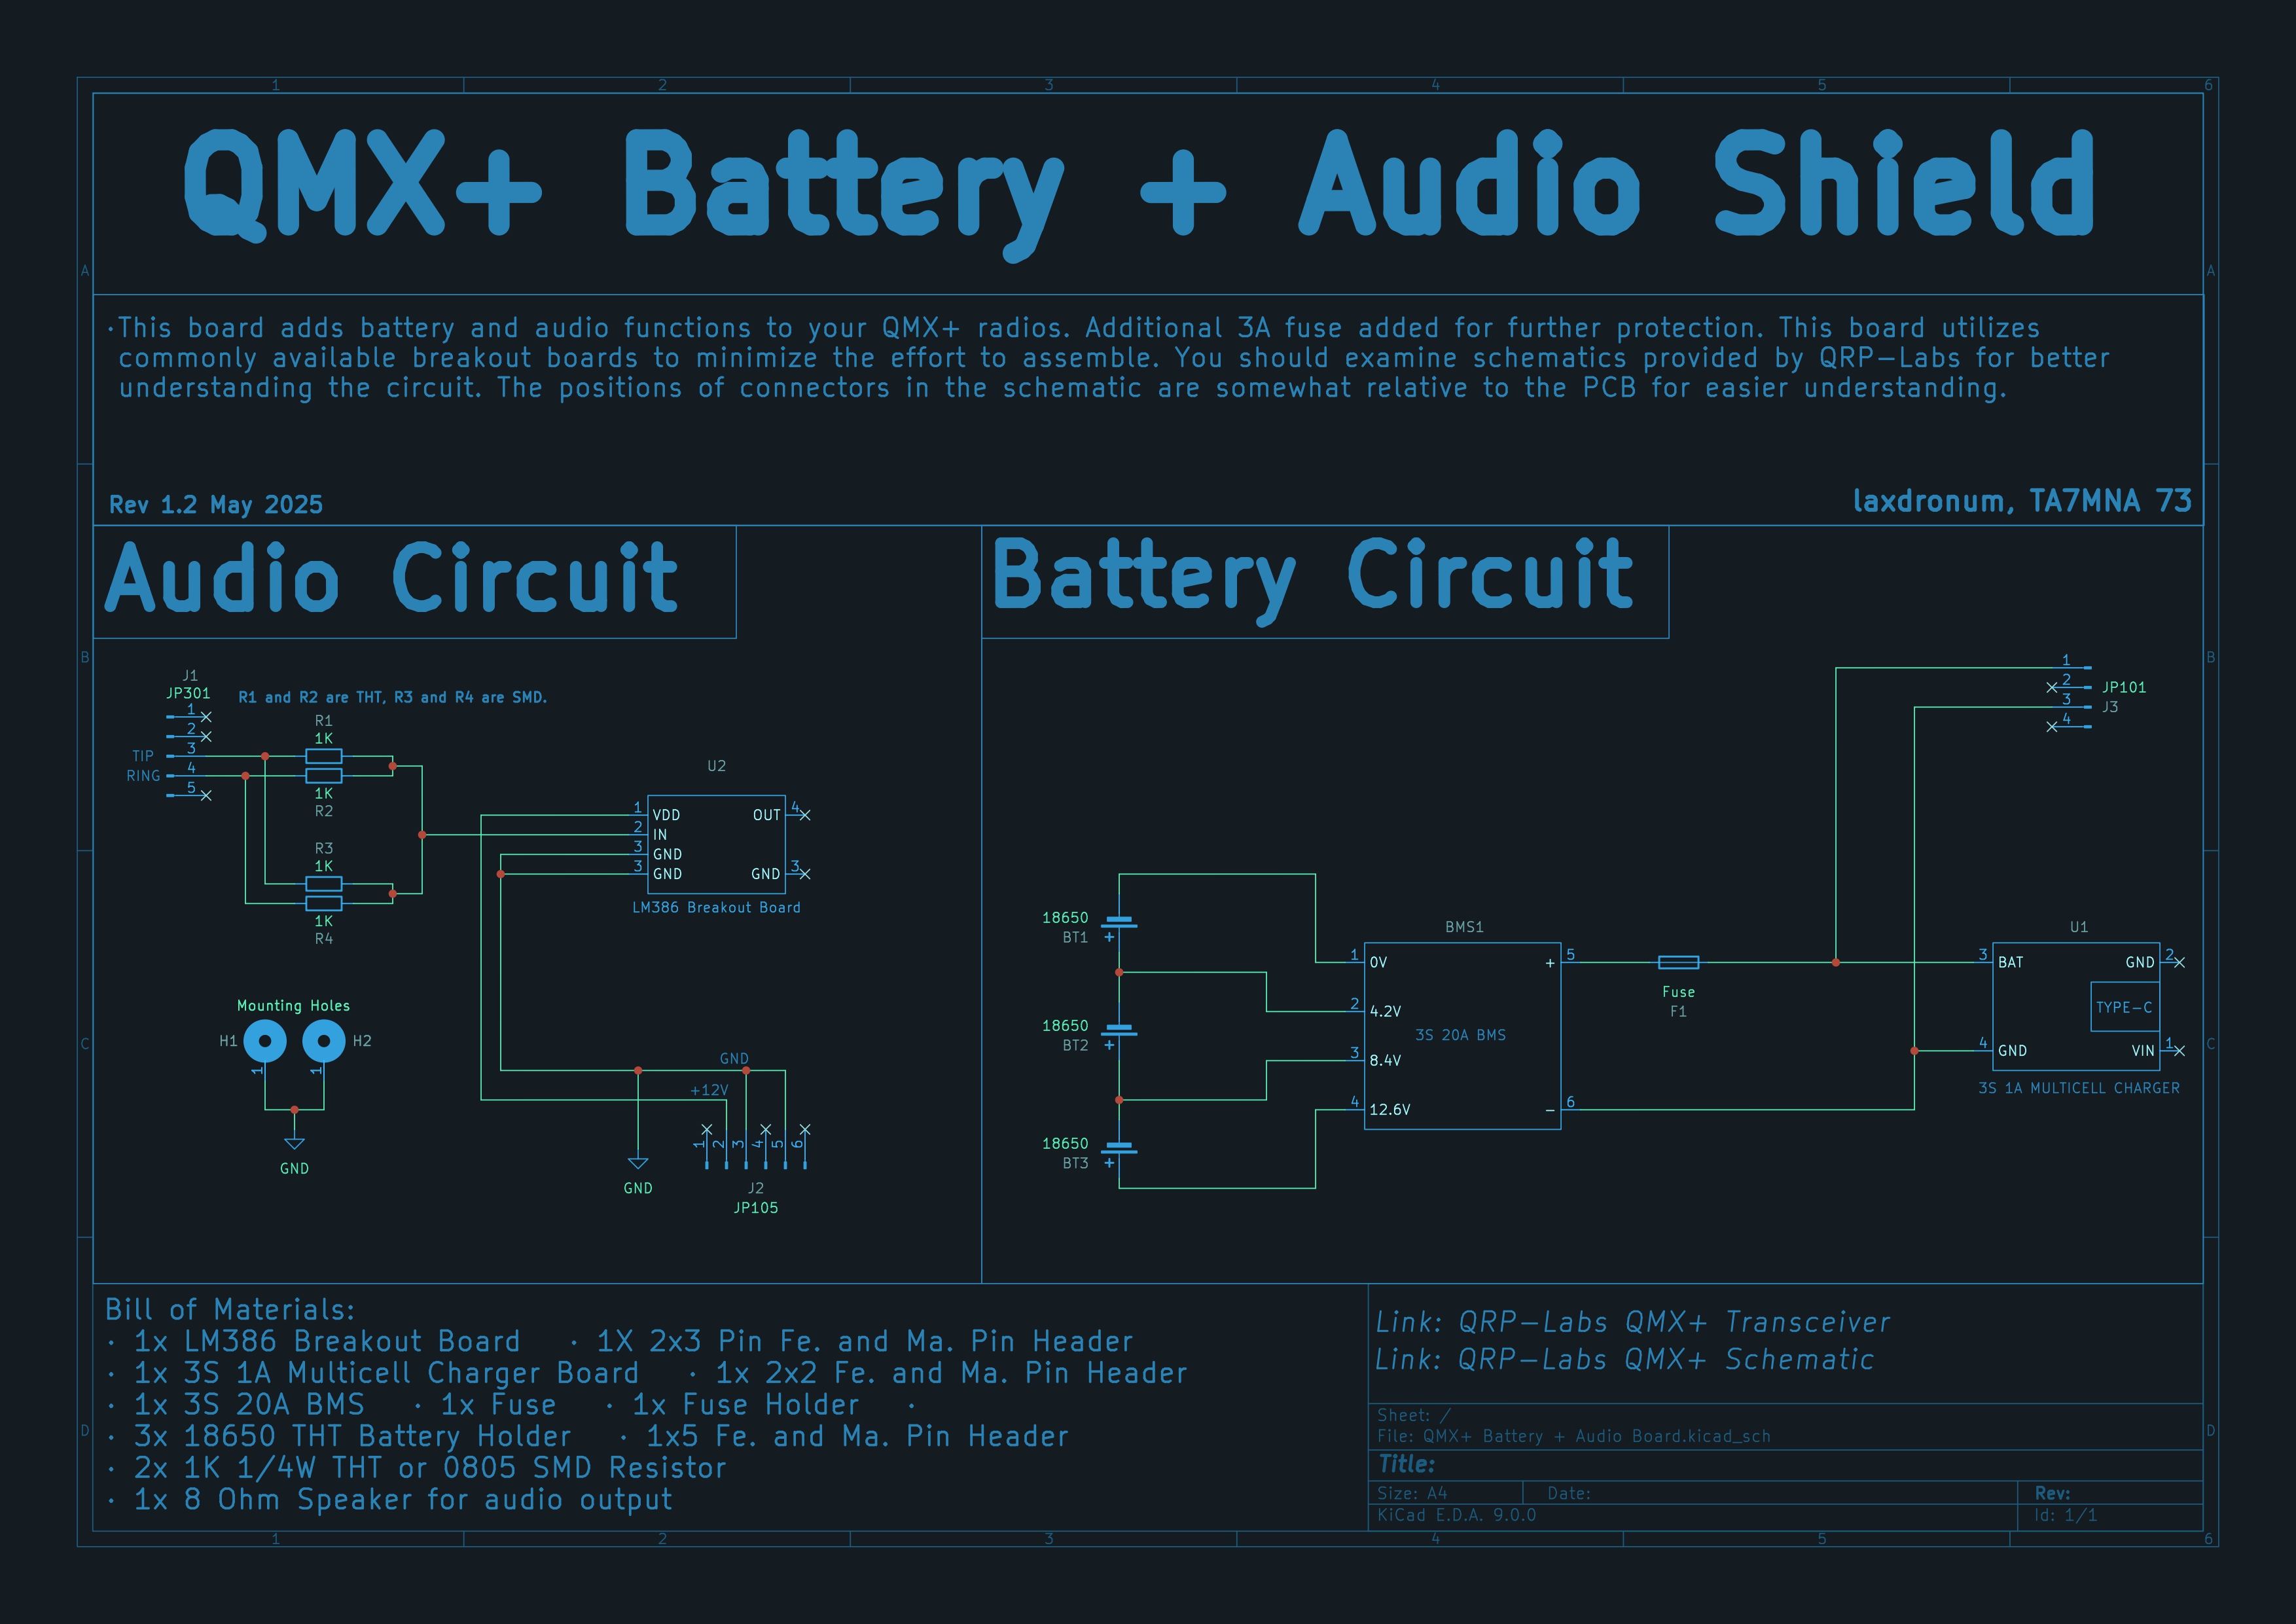 1 2 3 4 5 6
QMX+ Battery + Audio Shield
A A
·This board adds battery and audio functions to your QMX+ radios. Additional 3A fuse added for further protection. This board utilizes
commonly available breakout boards to minimize the effort to assemble. You should examine schematics provided by QRP-Labs for better
understanding the circuit. The positions of connectors in the schematic are somewhat relative to the PCB for easier understanding.
Rev 1.2 May 2025
laxdronum, TA7MNA 73
Audio Circuit
B
J1
JP301
R1 and R2 are THT, R3 and R4 are SMD.
1
2
TIP 3
RING 4
5
R1
1K
1K
R2
R3
1K
1K
R4
U2
1 VDD OUT 4
2 IN
3 GND
3 GND GND 3
LM386 Breakout Board
Mounting Holes
H1 H2
1 1
GND
C
GND
+12V
1 2 3 4 5 6
GND
J2
JP105
Battery Circuit
B
1
2
3
4
JP101
J3
18650
BT1
+
18650
BT2
+
18650
BT3
+
BMS1
1 0V + 5
2 4.2V
3S 20A BMS
3 8.4V
4 12.6V − 6
Fuse
F1
U1
3 BAT GND 2
TYPE-C
4 GND VIN 1
3S 1A MULTICELL CHARGER
C
Bill of Materials:
· 1x LM386 Breakout Board · 1X 2x3 Pin Fe. and Ma. Pin Header
· 1x 3S 1A Multicell Charger Board · 1x 2x2 Fe. and Ma. Pin Header
· 1x 3S 20A BMS · 1x Fuse · 1x Fuse Holder ·
· 3x 18650 THT Battery Holder · 1x5 Fe. and Ma. Pin Header
· 2x 1K 1/4W THT or 0805 SMD Resistor
· 1x 8 Ohm Speaker for audio output
D
Link: QRP-Labs QMX+ Transceiver
Link: QRP-Labs QMX+ Schematic
Sheet: /
File: QMX+ Battery + Audio Board.kicad_sch
Title:
Size: A4 Date: Rev:
KiCad E.D.A. 9.0.0 Id: 1/1
D
1 2 3 4 5 6